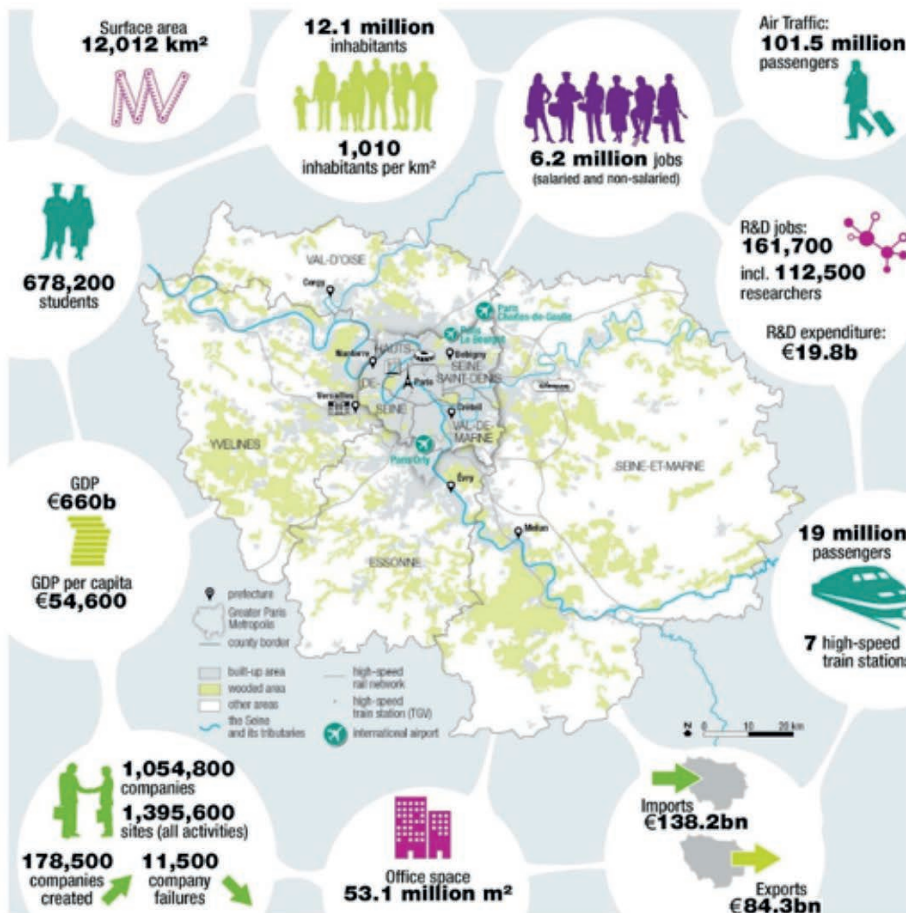 Surface area
12,012 km²
12.1 million
inhabitants
1,010
inhabitants per km²
6.2 million jobs
(salaried and non-salaried)
Air Traffic:
101.5 million
passengers
678,200
students
R&D jobs:
161,700
incl. 112,500
researchers
R&D expenditure:
€19.8b
VAL-D'OISE
Cergy
Paris
Charles-de-Gaulle
Paris
Le Bourget
Nanterre
HAUTS-
Bobigny
SEINE-
SAINT-DENIS
Paris
DE-
Versailles
SEINE
Créteil
VAL-DE-
MARNE
YVELINES
Paris Orly
SEINE-ET-MARNE
Évry
Melun
ESSONNE
GDP
€660b
GDP per capita
€54,600
19 million
passengers
7 high-speed
train stations
prefecture
Greater Paris
Metropolis
county border
built-up area
wooded area
other areas
the Seine
and its tributaries
high-speed
rail network
high-speed
train station (TGV)
international airport
N 0 10 20 km
1,054,800
companies
1,395,600
sites (all activities)
178,500
companies
created
11,500
company
failures
Office space
53.1 million m²
Imports
€138.2bn
Exports
€84.3bn